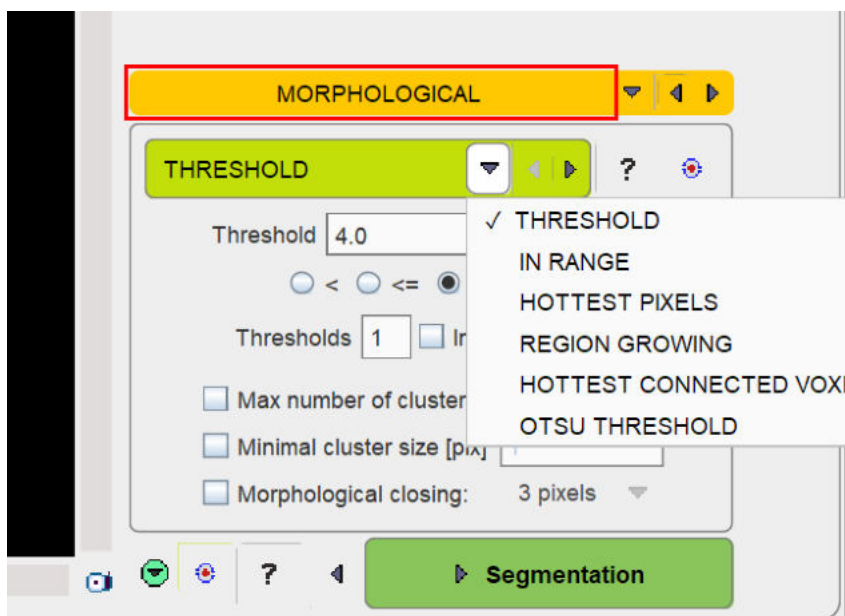 MORPHOLOGICAL
THRESHOLD ?
✓ THRESHOLD
IN RANGE
HOTTEST PIXELS
REGION GROWING
HOTTEST CONNECTED
OTSU THRESHOLD
Threshold 4.0
< <=
Thresholds 1
Max number of cluster
Minimal cluster size [pix]
Morphological closing: 3 pixels
? Segmentation